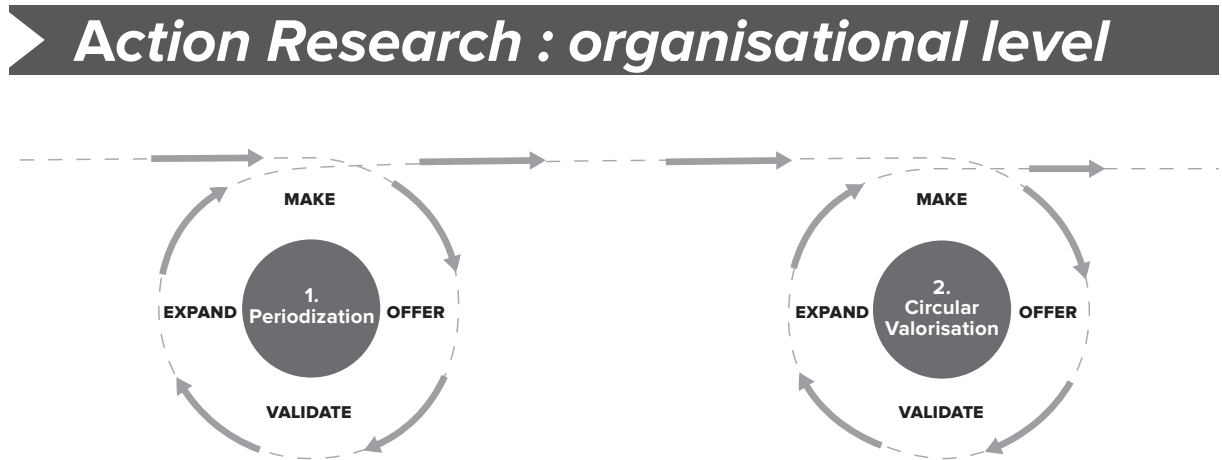 Action Research : organisational level
MAKE
EXPAND
1.
Periodization
OFFER
VALIDATE
MAKE
EXPAND
2.
Circular
Valorisation
OFFER
VALIDATE